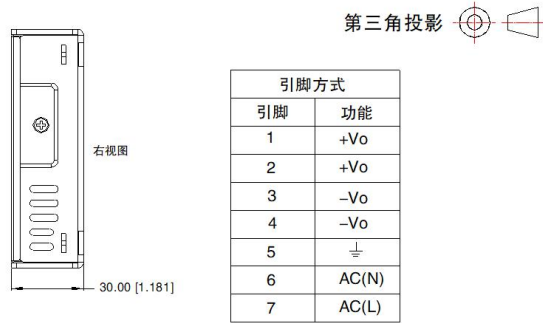 第三角投影
引脚方式
引脚 功能
1 +Vo
2 +Vo
3 –Vo
4 –Vo
5 ⏚
6 AC(N)
7 AC(L)
右视图
30.00 [1.181]